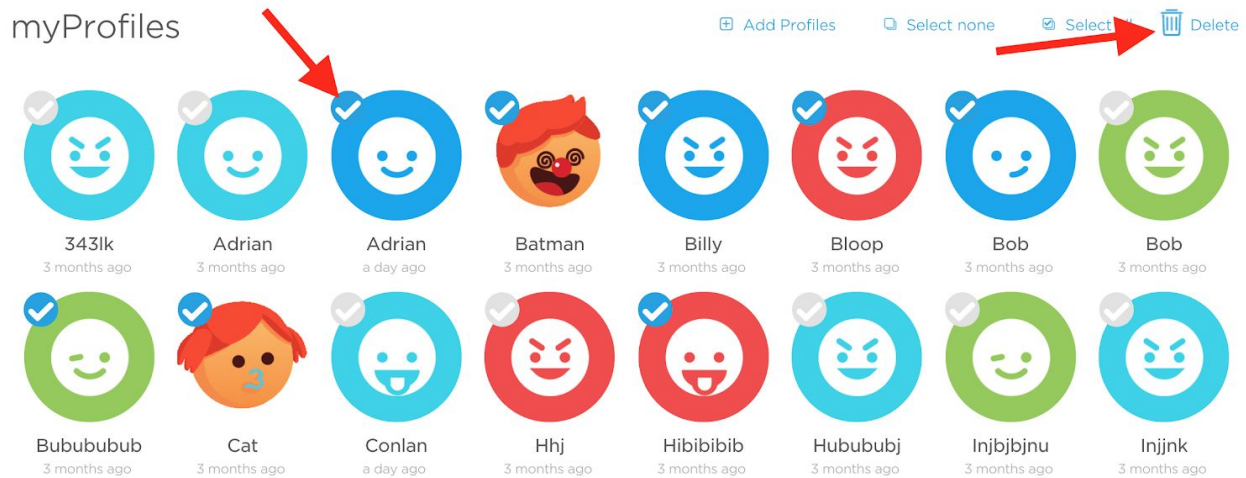 myProfiles
Add Profiles Select none Select Delete
343lk Adrian Adrian Batman Billy Bloop Bob Bob
3 months ago 3 months ago a day ago 3 months ago 3 months ago 3 months ago 3 months ago 3 months ago
Bubububub Cat Conlan Hhj Hibibibib Hubububj Injbjbjnu Injjnk
3 months ago 3 months ago a day ago 3 months ago 3 months ago 3 months ago 3 months ago 3 months ago